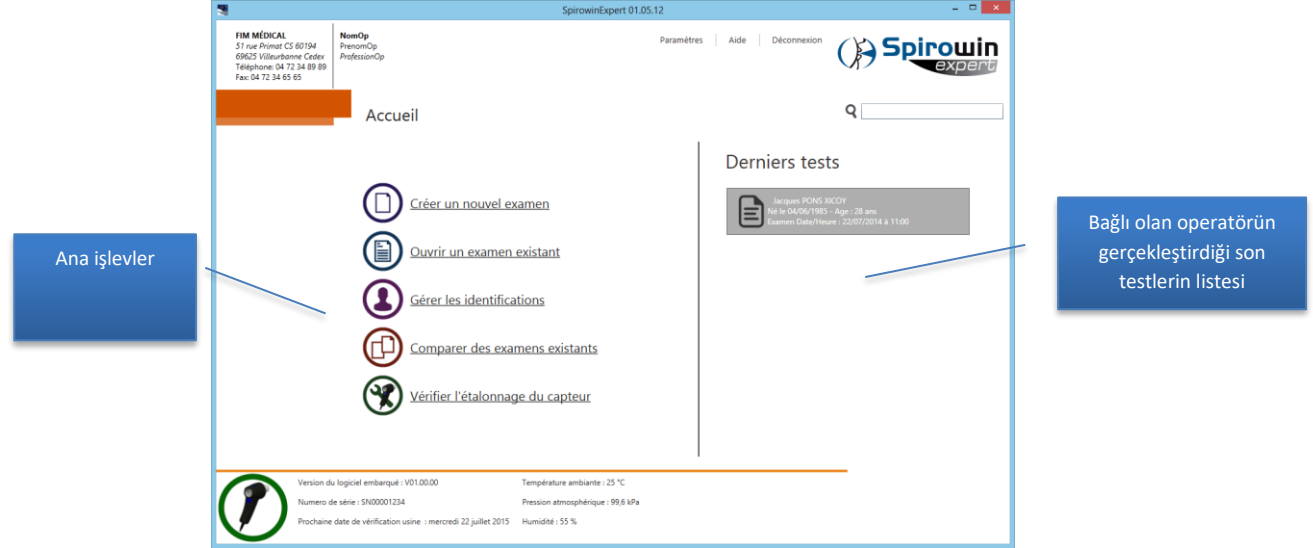 SpirowinExpert 01.05.12
FIM MÉDICAL
51 rue Primat CS 60194
69625 Villeurbanne Cedex
Téléphone: 04 72 34 89 89
Fax: 04 72 34 65 65
NomOp
PrenomOp
ProfessionOp
Paramètres
Aide
Déconnexion
Spirowin
expert
Accueil
Derniers tests
Jacques PONS XICOY
Né le 04/06/1985 - Age : 28 ans
Examen Date/Heure : 22/07/2014 à 11:00
Créer un nouvel examen
Ouvrir un examen existant
Gérer les identifications
Comparer des examens existants
Vérifier l'étalonnage du capteur
Ana işlevler
Bağlı olan operatörün
gerçekleştirdiği son
testlerin listesi
Version du logiciel embarqué : V01.00.00
Numero de série : SN00001234
Prochaine date de vérification usine : mercredi 22 juillet 2015
Température ambiante : 25 °C
Pression atmosphérique : 99,6 kPa
Humidité : 55 %